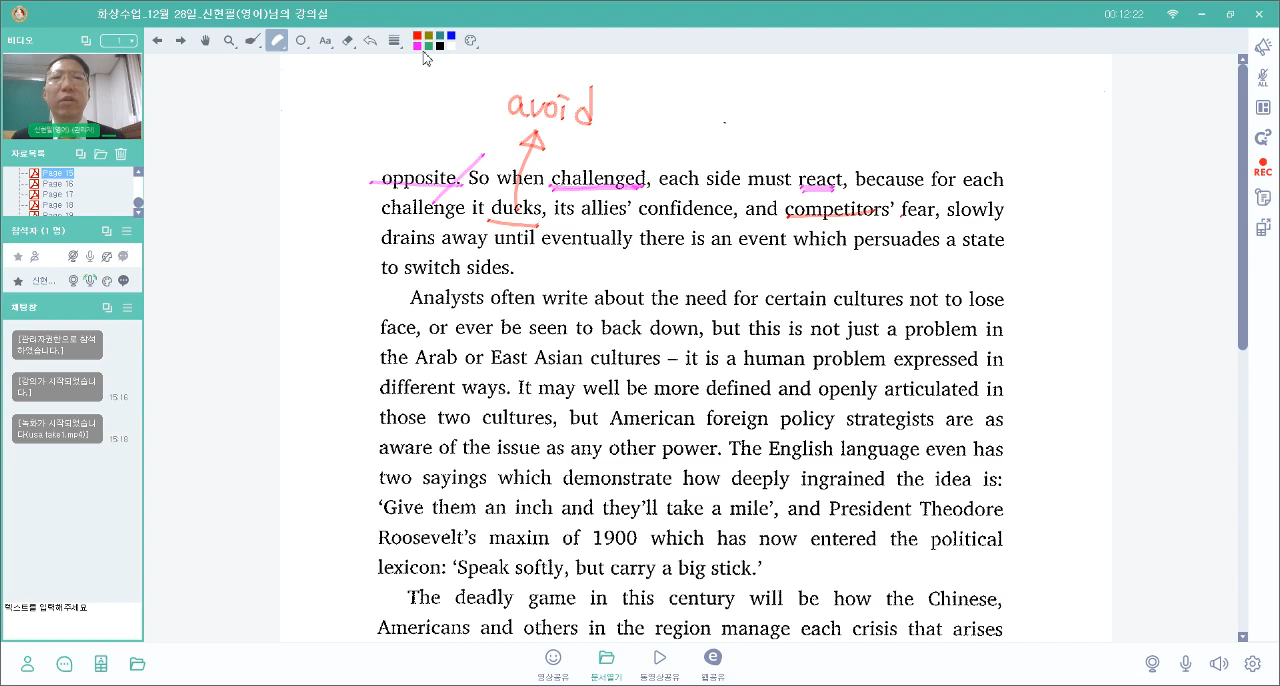 화상수업_12월 28일_신현필(영어)님의 강의실
00:12:22
비디오
1
Aa
신현필(영어) (관리자)
자료목록
Page 15
Page 16
Page 17
Page 18
참석자 (1 명)
신현...
채팅창
[관리자권한으로 참석
하였습니다.]
[강의가 시작되었습니
다.]
15:16
[녹화가 시작되었습니
다(usa take1.mp4)]
15:18
텍스트를 입력해주세요
ALL
REC
avoid
opposite. So when challenged, each side must react, because for each
challenge it ducks, its allies’ confidence, and competitors’ fear, slowly
drains away until eventually there is an event which persuades a state
to switch sides.
Analysts often write about the need for certain cultures not to lose
face, or ever be seen to back down, but this is not just a problem in
the Arab or East Asian cultures – it is a human problem expressed in
different ways. It may well be more defined and openly articulated in
those two cultures, but American foreign policy strategists are as
aware of the issue as any other power. The English language even has
two sayings which demonstrate how deeply ingrained the idea is:
‘Give them an inch and they’ll take a mile’, and President Theodore
Roosevelt’s maxim of 1900 which has now entered the political
lexicon: ‘Speak softly, but carry a big stick.’
The deadly game in this century will be how the Chinese,
Americans and others in the region manage each crisis that arises
영상공유
문서열기
동영상공유
웹공유